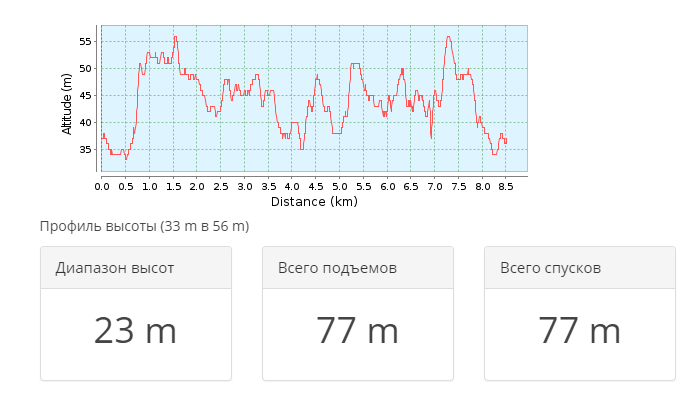 55
50
45
40
35
Altitude (m)
0.0 0.5 1.0 1.5 2.0 2.5 3.0 3.5 4.0 4.5 5.0 5.5 6.0 6.5 7.0 7.5 8.0 8.5
Distance (km)
Профиль высоты (33 m в 56 m)
Диапазон высот
23 m
Всего подъемов
77 m
Всего спусков
77 m